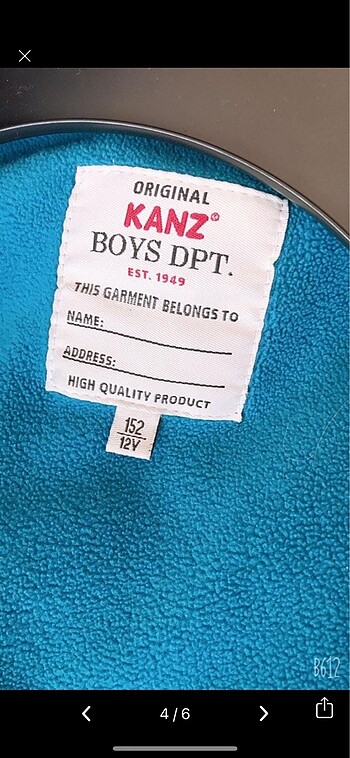 ORIGINAL
KANZ®
BOYS DPT.
EST. 1949
THIS GARMENT BELONGS TO
NAME:
ADDRESS:
HIGH QUALITY PRODUCT
152
12Y
B612
4/6